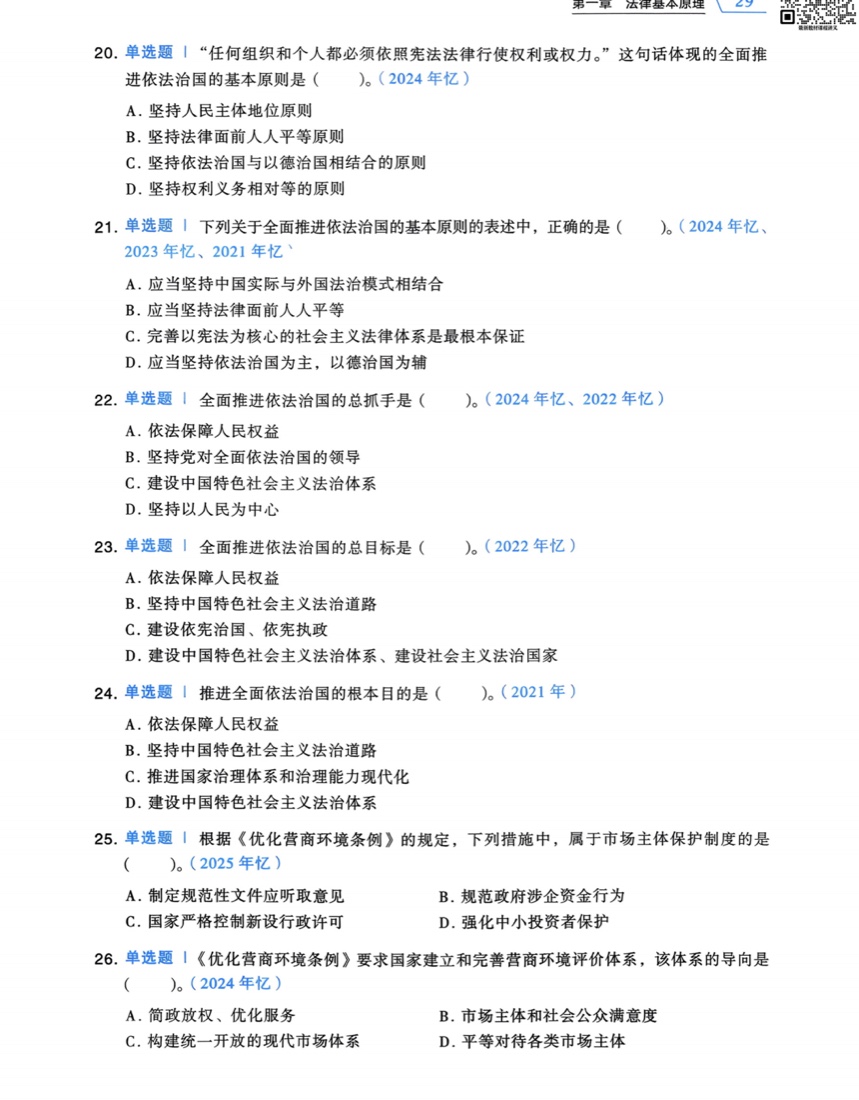 第一章 法律基本原理 29
20. 单选题 | “任何组织和个人都必须依照宪法法律行使权利或权力。”这句话体现的全面推
进依法治国的基本原则是（ ）。（2024 年忆）
A. 坚持人民主体地位原则
B. 坚持法律面前人人平等原则
C. 坚持依法治国与以德治国相结合的原则
D. 坚持权利义务相对等的原则
21. 单选题 | 下列关于全面推进依法治国的基本原则的表述中，正确的是（ ）。（2024 年忆、
2023 年忆、2021 年忆
A. 应当坚持中国实际与外国法治模式相结合
B. 应当坚持法律面前人人平等
C. 完善以宪法为核心的社会主义法律体系是最根本保证
D. 应当坚持依法治国为主，以德治国为辅
22. 单选题 | 全面推进依法治国的总抓手是（ ）。（2024 年忆、2022 年忆）
A. 依法保障人民权益
B. 坚持党对全面依法治国的领导
C. 建设中国特色社会主义法治体系
D. 坚持以人民为中心
23. 单选题 | 全面推进依法治国的总目标是（ ）。（2022 年忆）
A. 依法保障人民权益
B. 坚持中国特色社会主义法治道路
C. 建设依宪治国、依宪执政
D. 建设中国特色社会主义法治体系、建设社会主义法治国家
24. 单选题 | 推进全面依法治国的根本目的是（ ）。（2021 年）
A. 依法保障人民权益
B. 坚持中国特色社会主义法治道路
C. 推进国家治理体系和治理能力现代化
D. 建设中国特色社会主义法治体系
25. 单选题 | 根据《优化营商环境条例》的规定，下列措施中，属于市场主体保护制度的是
（ ）。（2025 年忆）
A. 制定规范性文件应听取意见 B. 规范政府涉企资金行为
C. 国家严格控制新设行政许可 D. 强化中小投资者保护
26. 单选题 |《优化营商环境条例》要求国家建立和完善营商环境评价体系，该体系的导向是
（ ）。（2024 年忆）
A. 简政放权、优化服务 B. 市场主体和社会公众满意度
C. 构建统一开放的现代市场体系 D. 平等对待各类市场主体